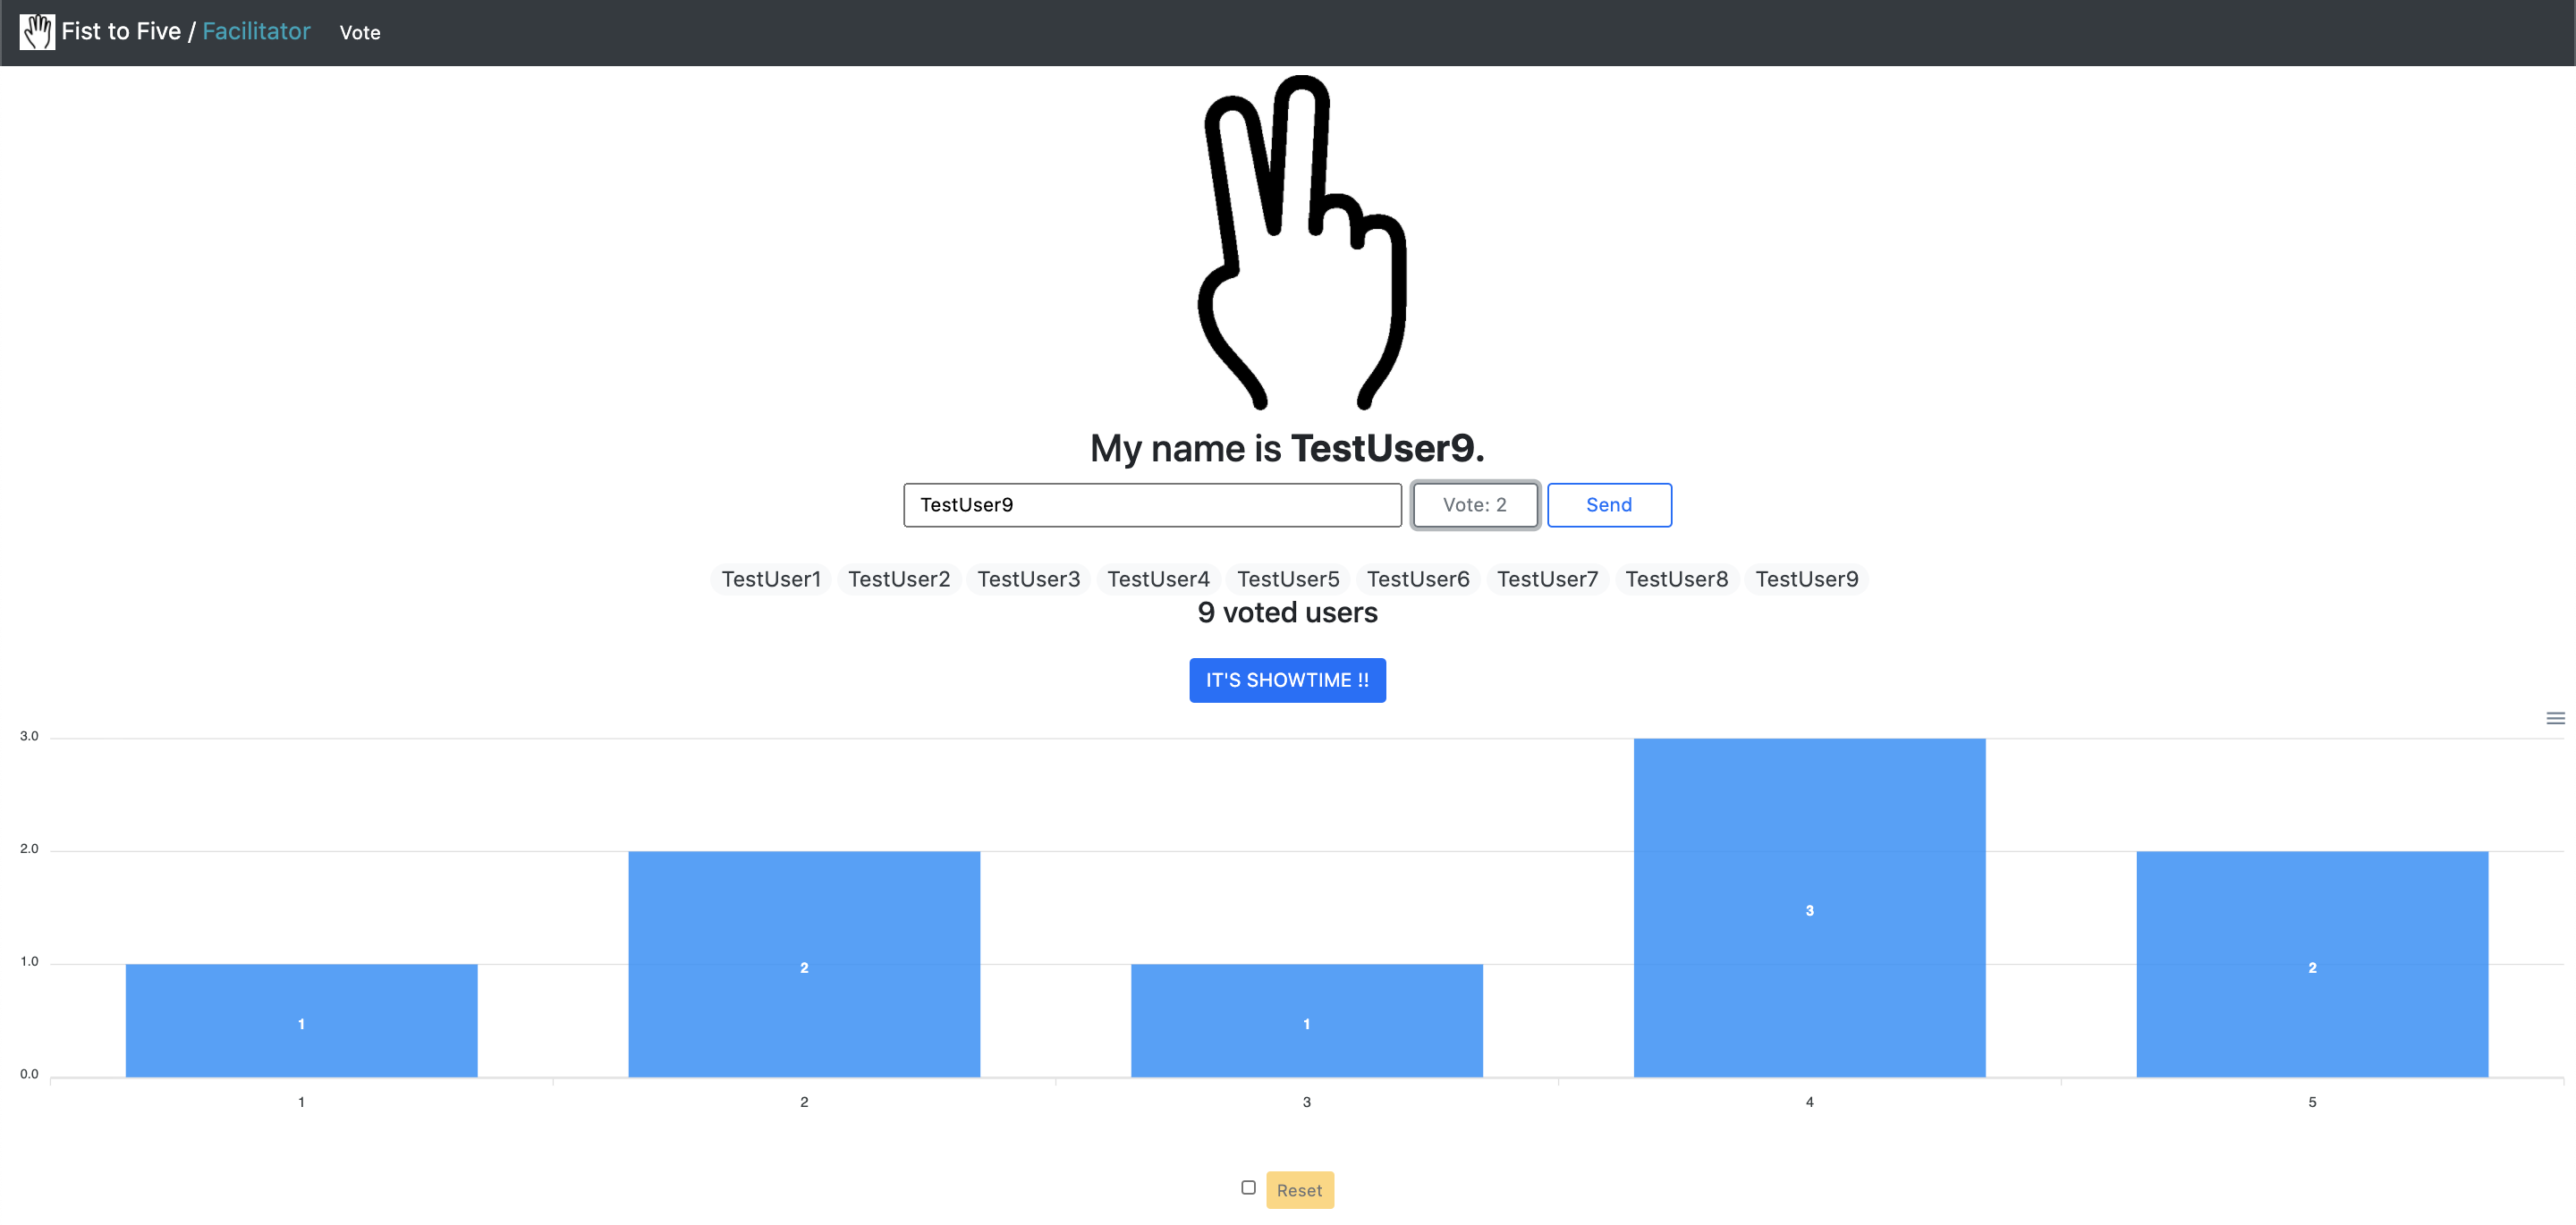 Fist to Five / Facilitator Vote
My name is TestUser9.
TestUser9 Vote: 2 Send
TestUser1 TestUser2 TestUser3 TestUser4 TestUser5 TestUser6 TestUser7 TestUser8 TestUser9
9 voted users
IT'S SHOWTIME !!
3.0
2.0
1.0
0.0
1 2 1 3 2
1 2 3 4 5
Reset